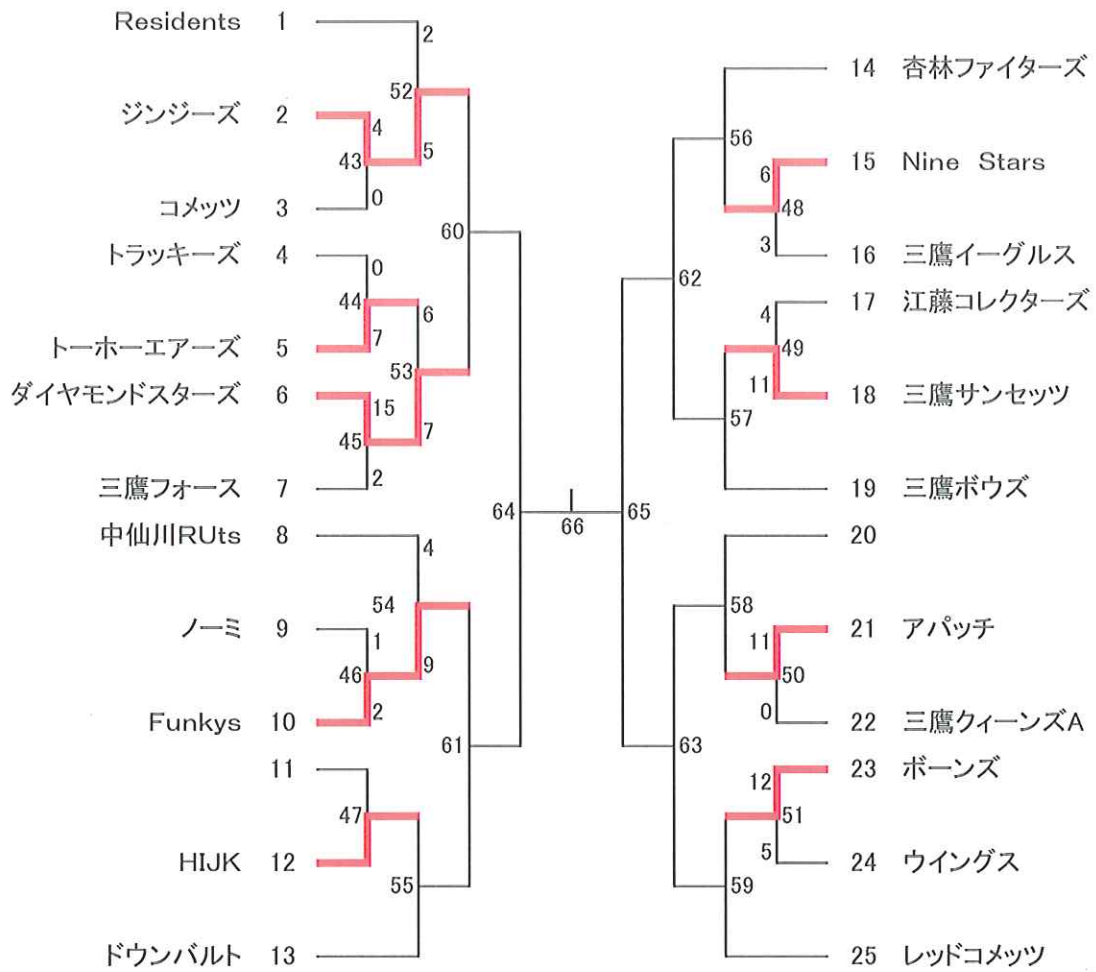 Residents 1
2
ジンジーズ 2
4
52
43
5
0
コメッツ 3
トラッキーズ 4
0
60
44
6
7
トーホーエアーズ 5
53
ダイヤモンドスターズ 6
15
45
7
2
三鷹フォース 7
中仙川RUts 8
4
64
54
ノーミ 9
1
46
9
2
Funkys 10
61
11
47
HIJK 12
55
ドウンバルト 13
66
14 杏林ファイターズ
56
6
15 Nine Stars
48
3
16 三鷹イーグルス
62
17 江藤コレクターズ
4
49
11
18 三鷹サンセッツ
57
19 三鷹ボウズ
65
20
58
11
21 アパッチ
50
0
22 三鷹クィーンズA
63
12
23 ボーンズ
51
5
24 ウイングス
59
25 レッドコメッツ